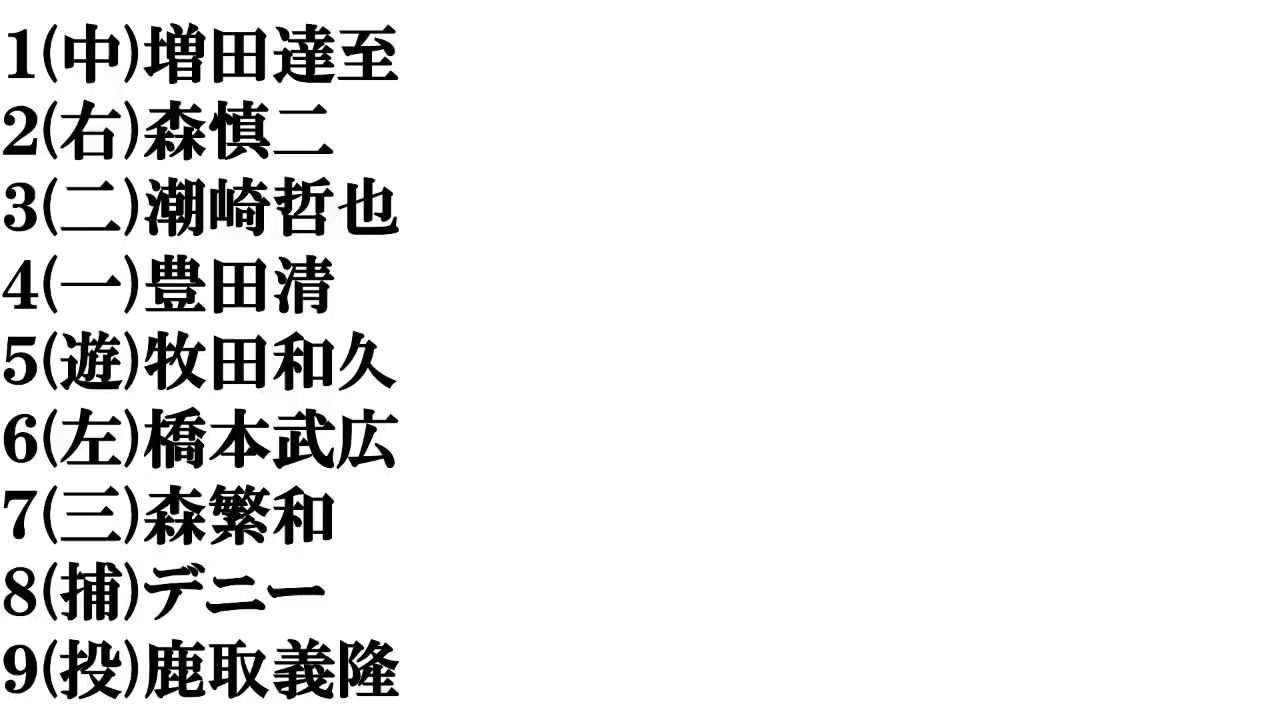 1(中)増田達至
2(右)森慎二
3(二)潮崎哲也
4(一)豊田清
5(遊)牧田和久
6(左)橋本武広
7(三)森繁和
8(捕)デニー
9(投)鹿取義隆